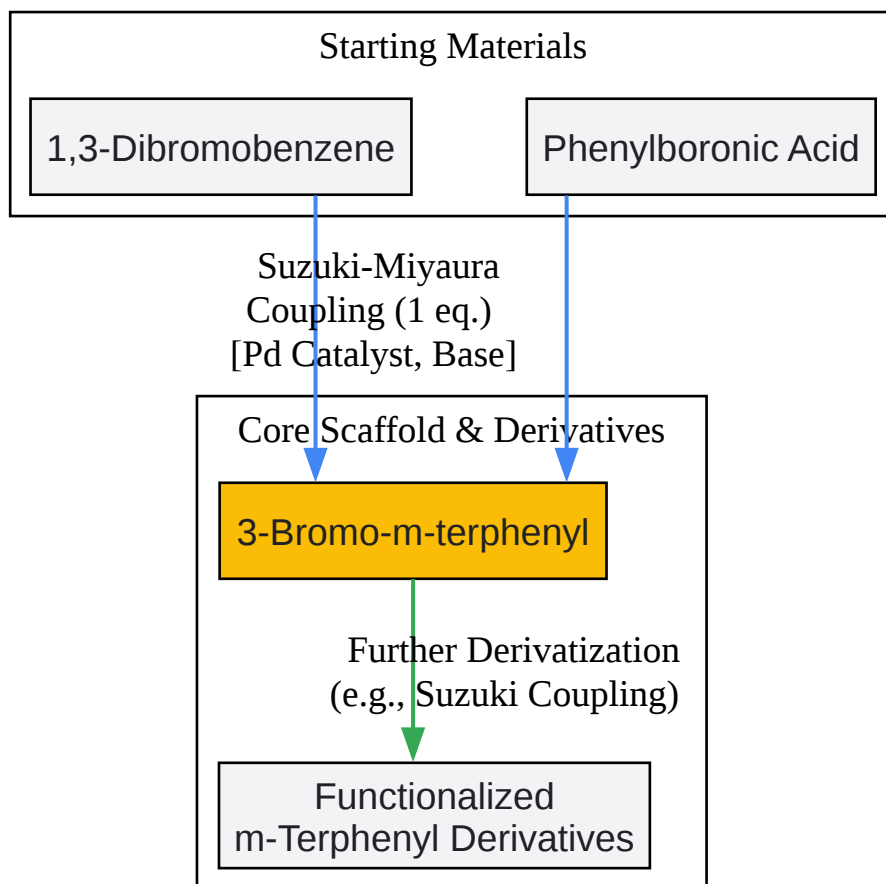 Starting Materials
1,3-Dibromobenzene
Phenylboronic Acid
Suzuki-Miyaura
Coupling (1 eq.)
[Pd Catalyst, Base]
Core Scaffold & Derivatives
3-Bromo-m-terphenyl
Further Derivatization
(e.g., Suzuki Coupling)
Functionalized
m-Terphenyl Derivatives